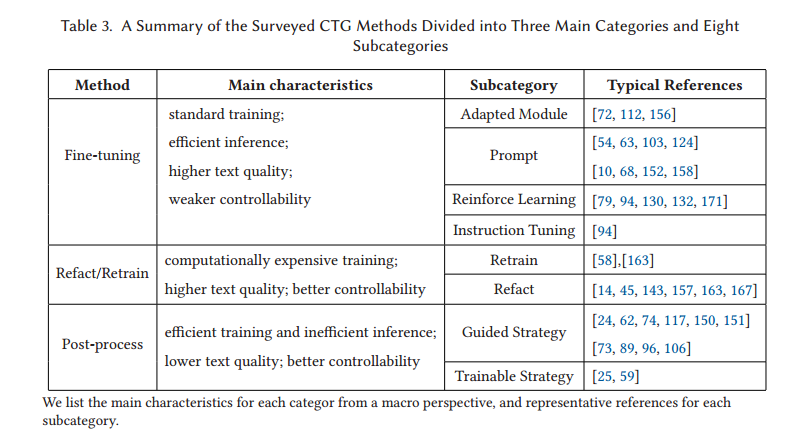 Table 3. A Summary of the Surveyed CTG Methods Divided into Three Main Categories and Eight
Subcategories
Method Main characteristics Subcategory Typical References
Fine-tuning
standard training;
efficient inference;
higher text quality;
weaker controllability
Adapted Module [72, 112, 156]
Prompt
[54, 63, 103, 124]
[10, 68, 152, 158]
Reinforce Learning [79, 94, 130, 132, 171]
Instruction Tuning [94]
Refact/Retrain
computationally expensive training;
higher text quality; better controllability
Retrain [58],[163]
Refact [14, 45, 143, 157, 163, 167]
Post-process
efficient training and inefficient inference;
lower text quality; better controllability
Guided Strategy
[24, 62, 74, 117, 150, 151]
[73, 89, 96, 106]
Trainable Strategy [25, 59]
We list the main characteristics for each categor from a macro perspective, and representative references for each
subcategory.